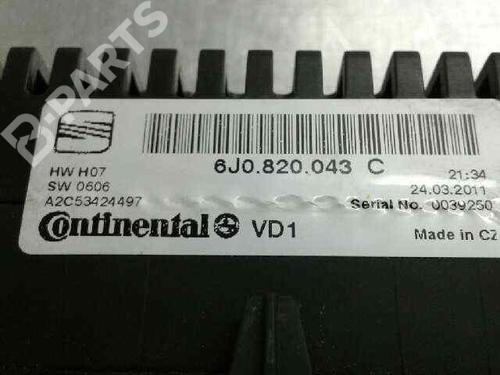 B-PARTS
6J0.820.043 C
HW H07
21:34
SW 0606
24.03.2011
A2C53424497
Serial No. 0039250
Continental VD1
Made in CZ